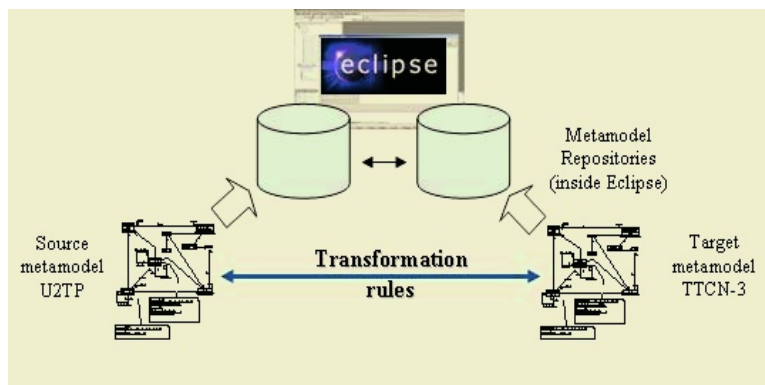 eclipse
Metamodel
Repositories
(inside Eclipse)
Source
metamodel
U2TP
Transformation
rules
Target
metamodel
TTCN-3